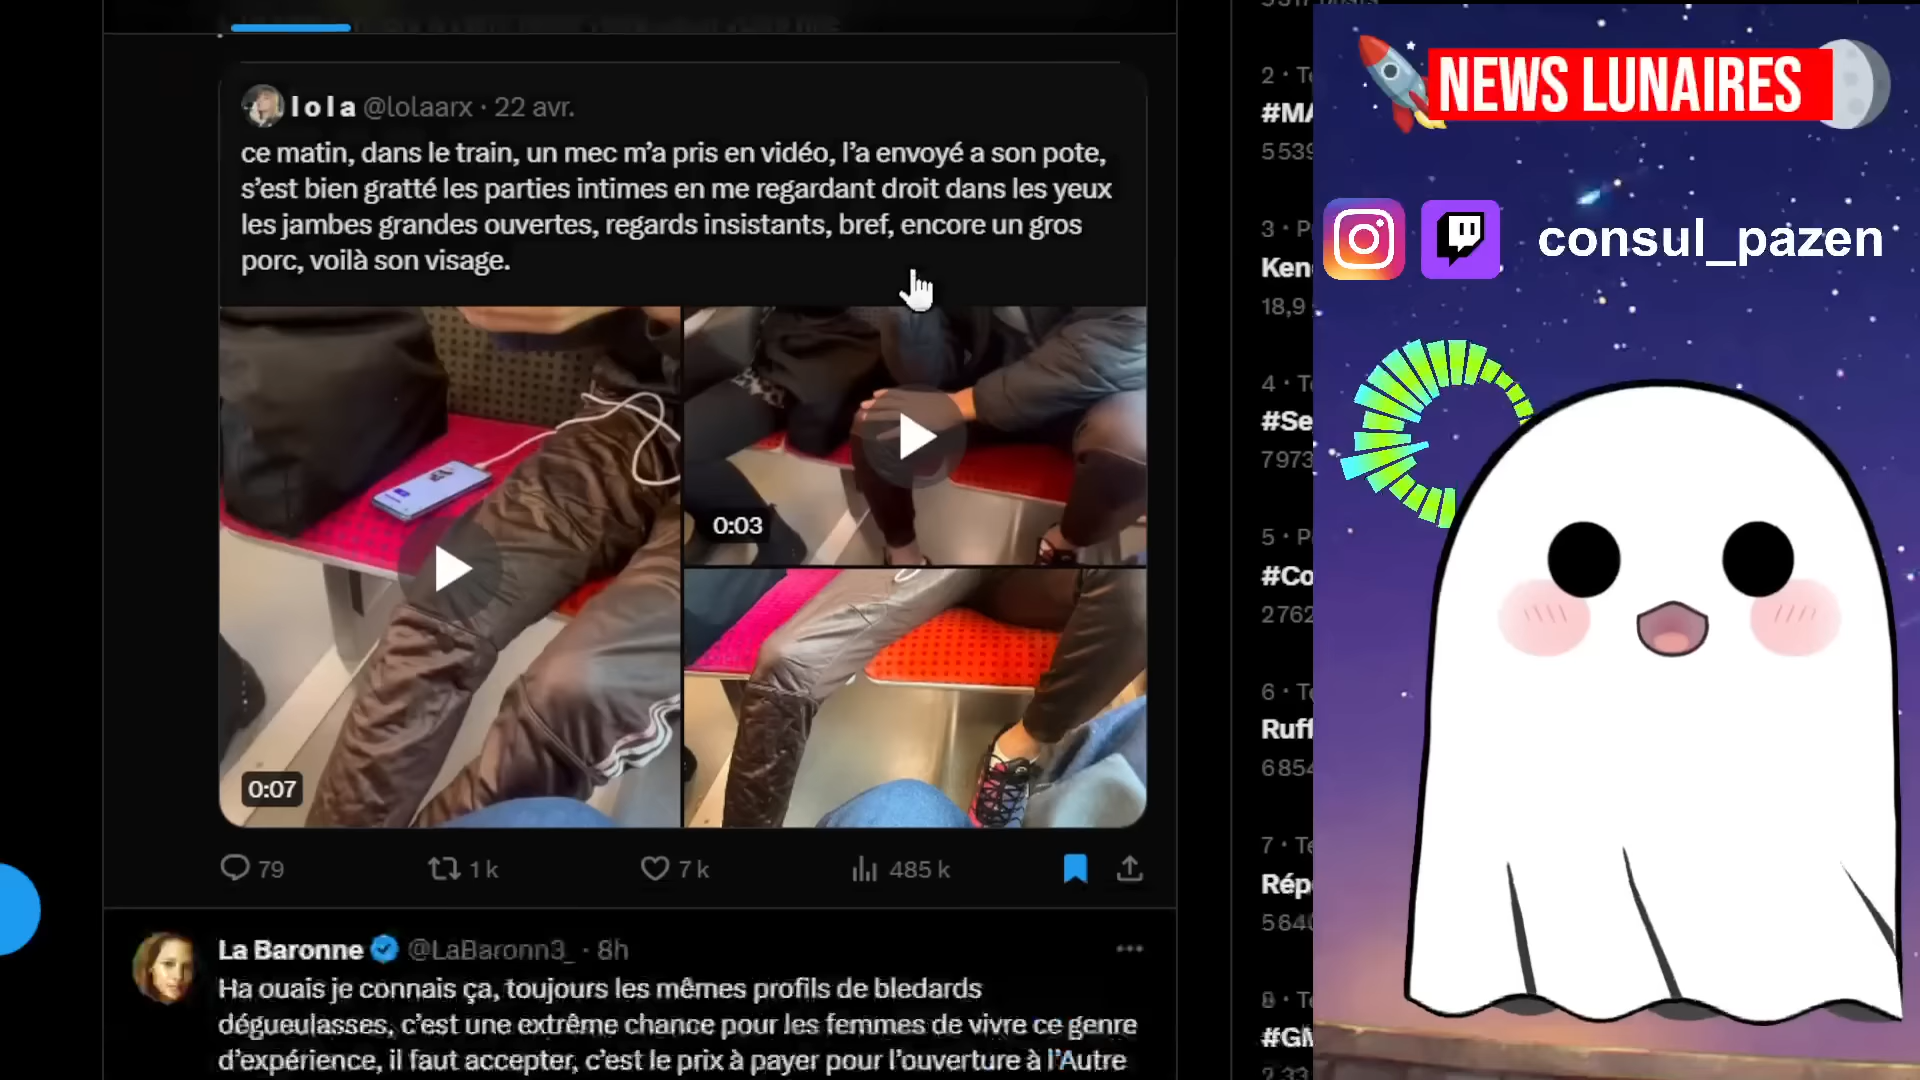 lola @lolaarx · 22 avr.
ce matin, dans le train, un mec m’a pris en vidéo, l’a envoyé a son pote,
s’est bien gratté les parties intimes en me regardant droit dans les yeux
les jambes grandes ouvertes, regards insistants, bref, encore un gros
porc, voilà son visage.
0:07
0:03
79
1 k
7 k
485 k
La Baronne @LaBaronn3_ · 8h
Ha ouais je connais ça, toujours les mêmes profils de bledards
dégueulasses, c’est une extrême chance pour les femmes de vivre ce genre
d’expérience, il faut accepter, c’est le prix à payer pour l’ouverture à l’Autre
2 · Te
#MA
5539
3 · P
Ken
18,9
4 · Te
#Se
7973
5 · P
#Co
2762
6 · Te
Ruff
6854
7 · Te
Rép
5640
8 · Te
#GM
NEWS LUNAIRES
consul_pazen